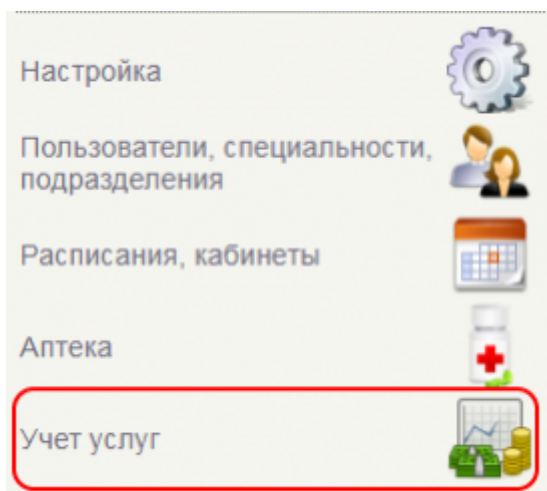 Настройка
Пользователи, специальности,
подразделения
Расписания, кабинеты
Аптека
Учет услуг